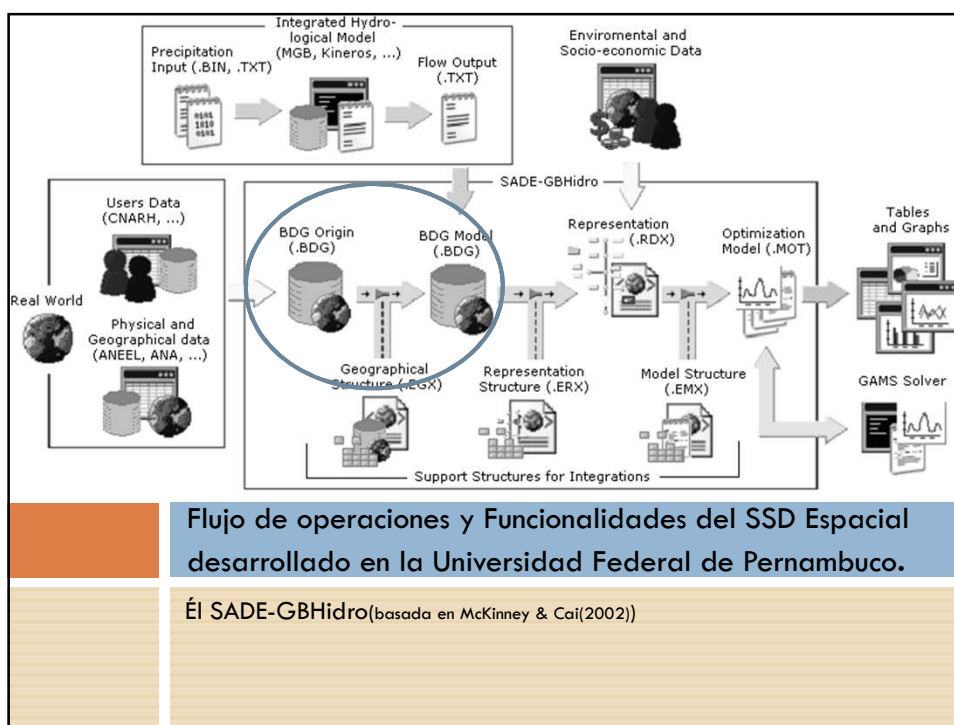 Integrated Hydro-
logical Model
(MGB, Kineros, ...)
Precipitation
Input (.BIN, .TXT)
Flow Output
(.TXT)
0101
1010
0101
Enviromental and
Socio-economic Data
SADE-GBHidro
Users Data
(CNARH, ...)
Real World
Physical and
Geographical data
(ANEEL, ANA, ...)
BDG Origin
(.BDG)
BDG Model
(.BDG)
Representation
(.RDX)
Optimization
Model (.MOT)
Tables
and Graphs
Geographical
Structure (.EGX)
Representation
Structure (.ERX)
Model Structure
(.EMX)
GAMS Solver
Support Structures for Integrations
Flujo de operaciones y Funcionalidades del SSD Espacial
desarrollado en la Universidad Federal de Pernambuco.
Él SADE-GBHidro(basada en McKinney & Cai(2002))